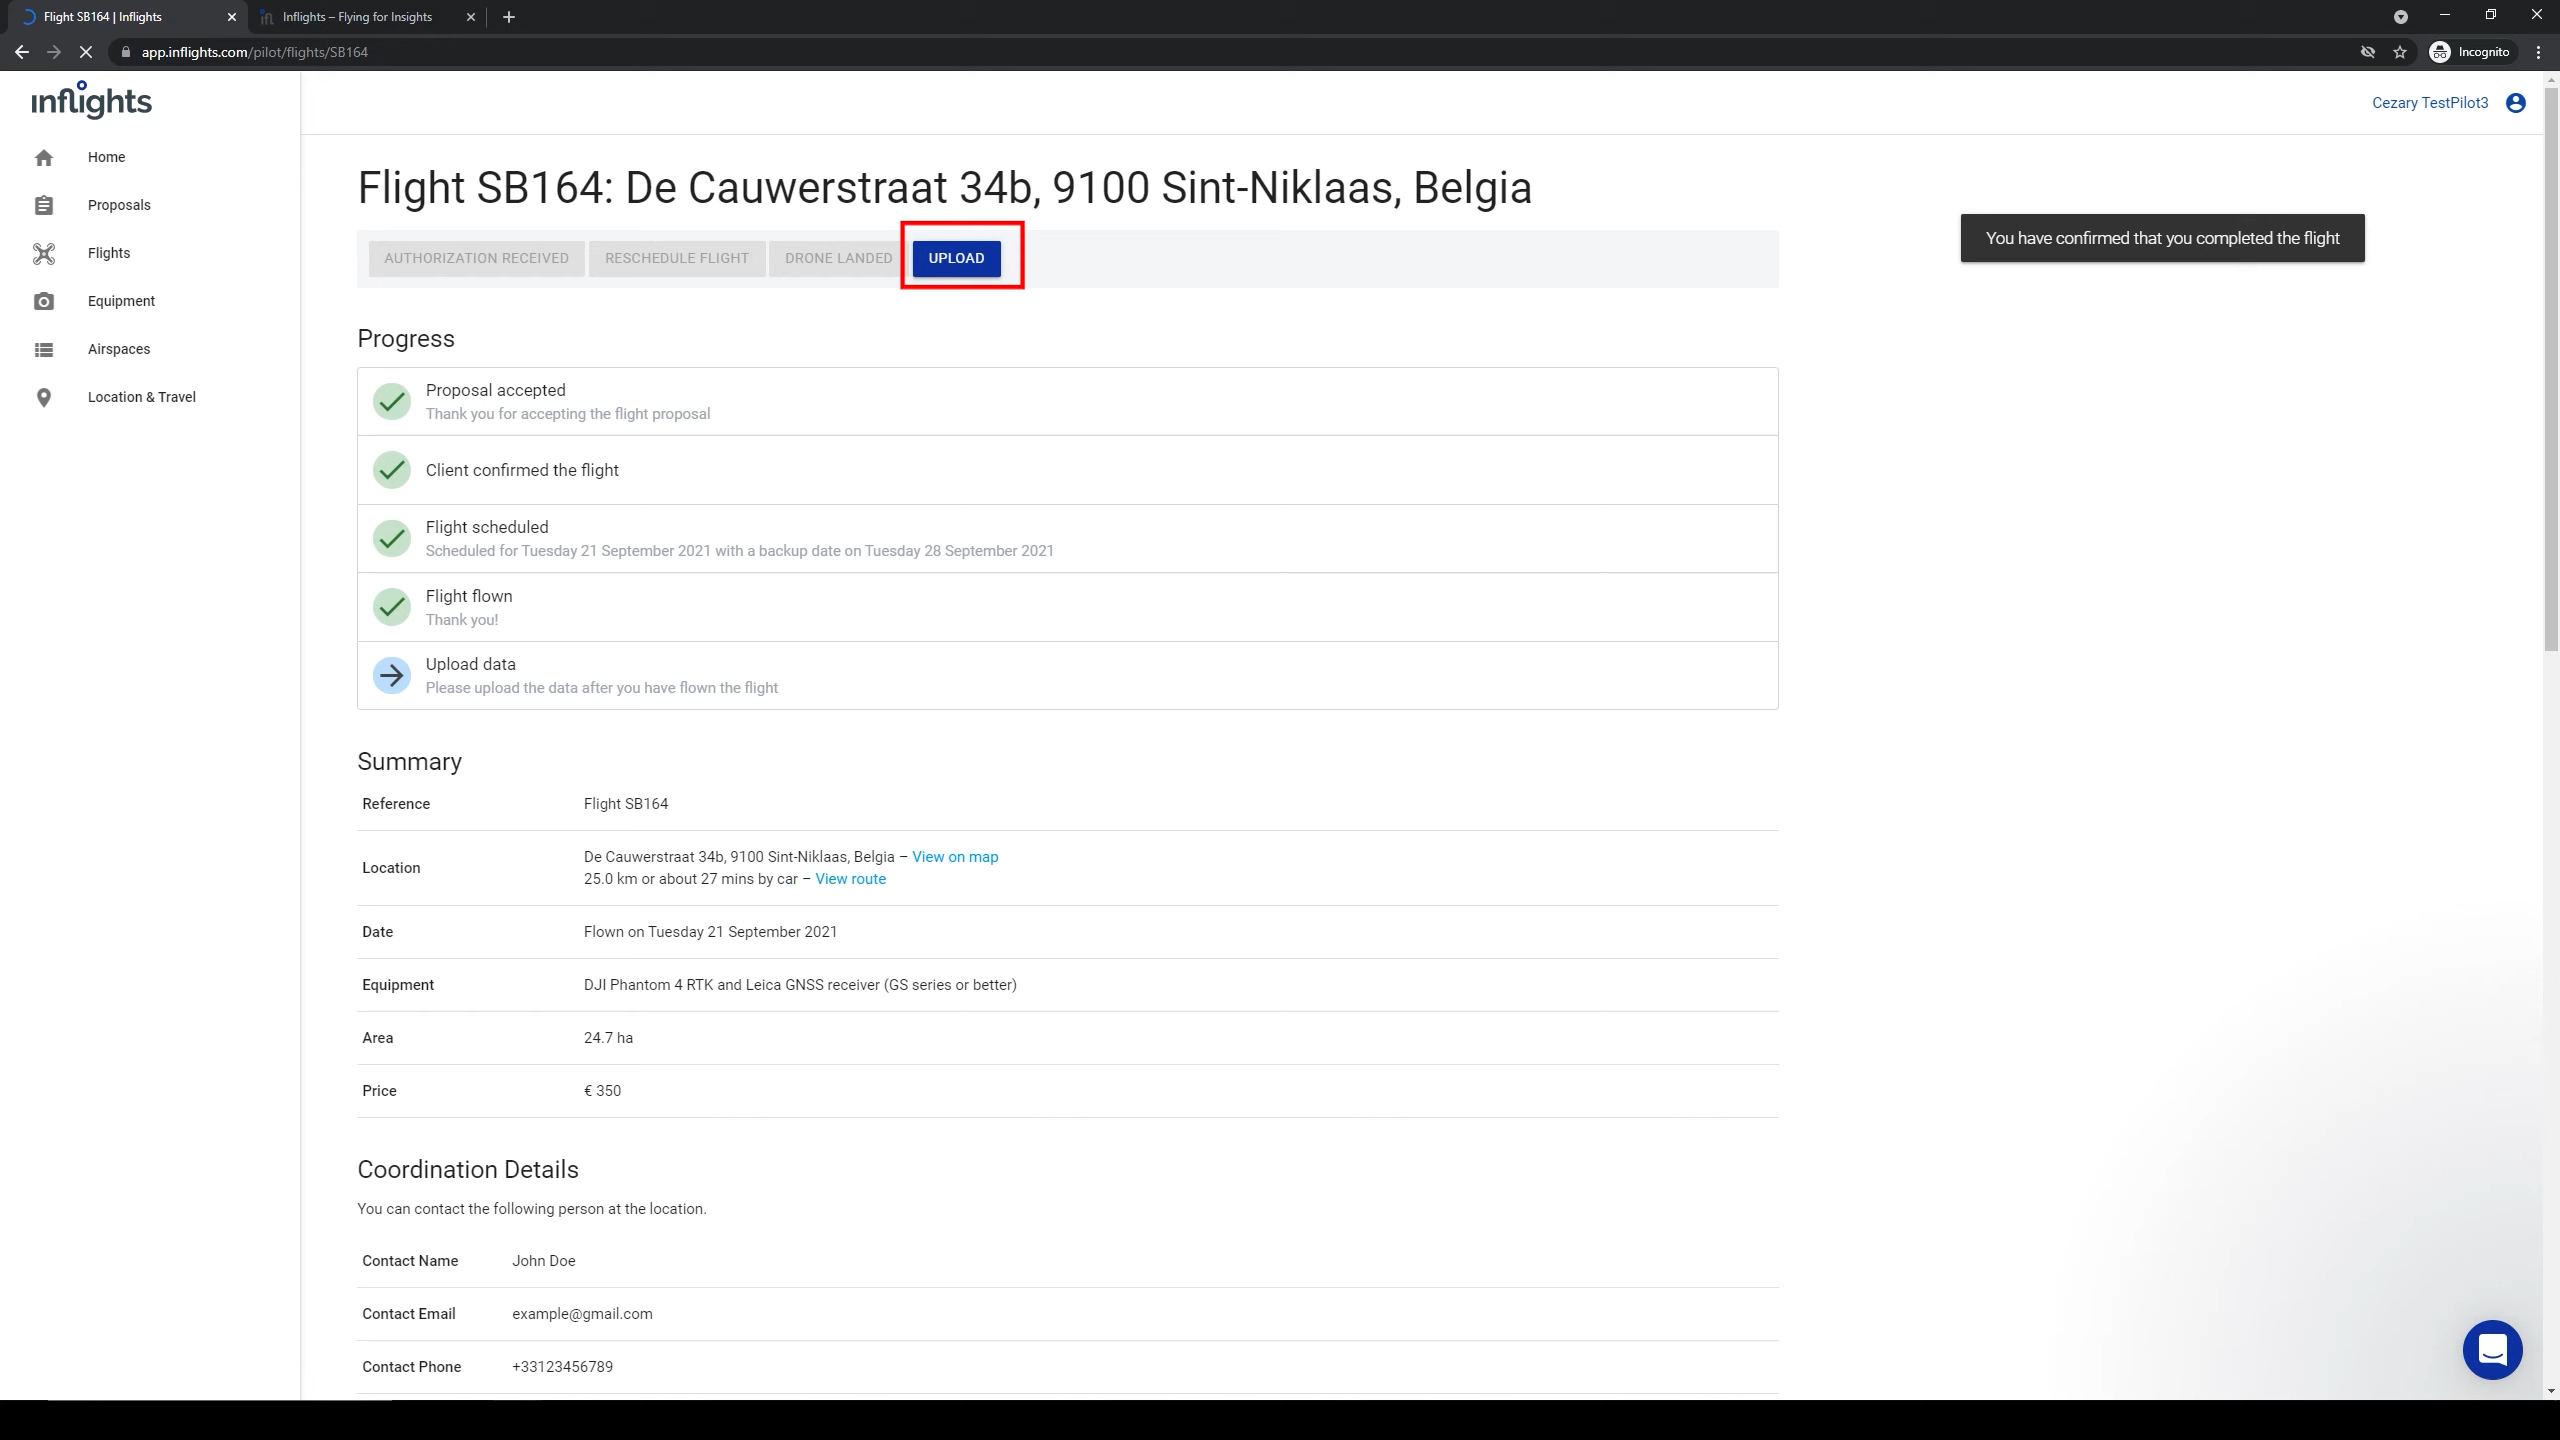 Flight SB164 | Inflights
Inflights – Flying for Insights
app.inflights.com/pilot/flights/SB164
Incognito
inflights
Cezary TestPilot3
Home
Proposals
Flights
Equipment
Airspaces
Location & Travel
Flight SB164: De Cauwerstraat 34b, 9100 Sint-Niklaas, Belgia
You have confirmed that you completed the flight
AUTHORIZATION RECEIVED
RESCHEDULE FLIGHT
DRONE LANDED
UPLOAD
Progress
Proposal accepted
Thank you for accepting the flight proposal
Client confirmed the flight
Flight scheduled
Scheduled for Tuesday 21 September 2021 with a backup date on Tuesday 28 September 2021
Flight flown
Thank you!
Upload data
Please upload the data after you have flown the flight
Summary
Reference Flight SB164
Location De Cauwerstraat 34b, 9100 Sint-Niklaas, Belgia – View on map
25.0 km or about 27 mins by car – View route
Date Flown on Tuesday 21 September 2021
Equipment DJI Phantom 4 RTK and Leica GNSS receiver (GS series or better)
Area 24.7 ha
Price € 350
Coordination Details
You can contact the following person at the location.
Contact Name John Doe
Contact Email example@gmail.com
Contact Phone +33123456789